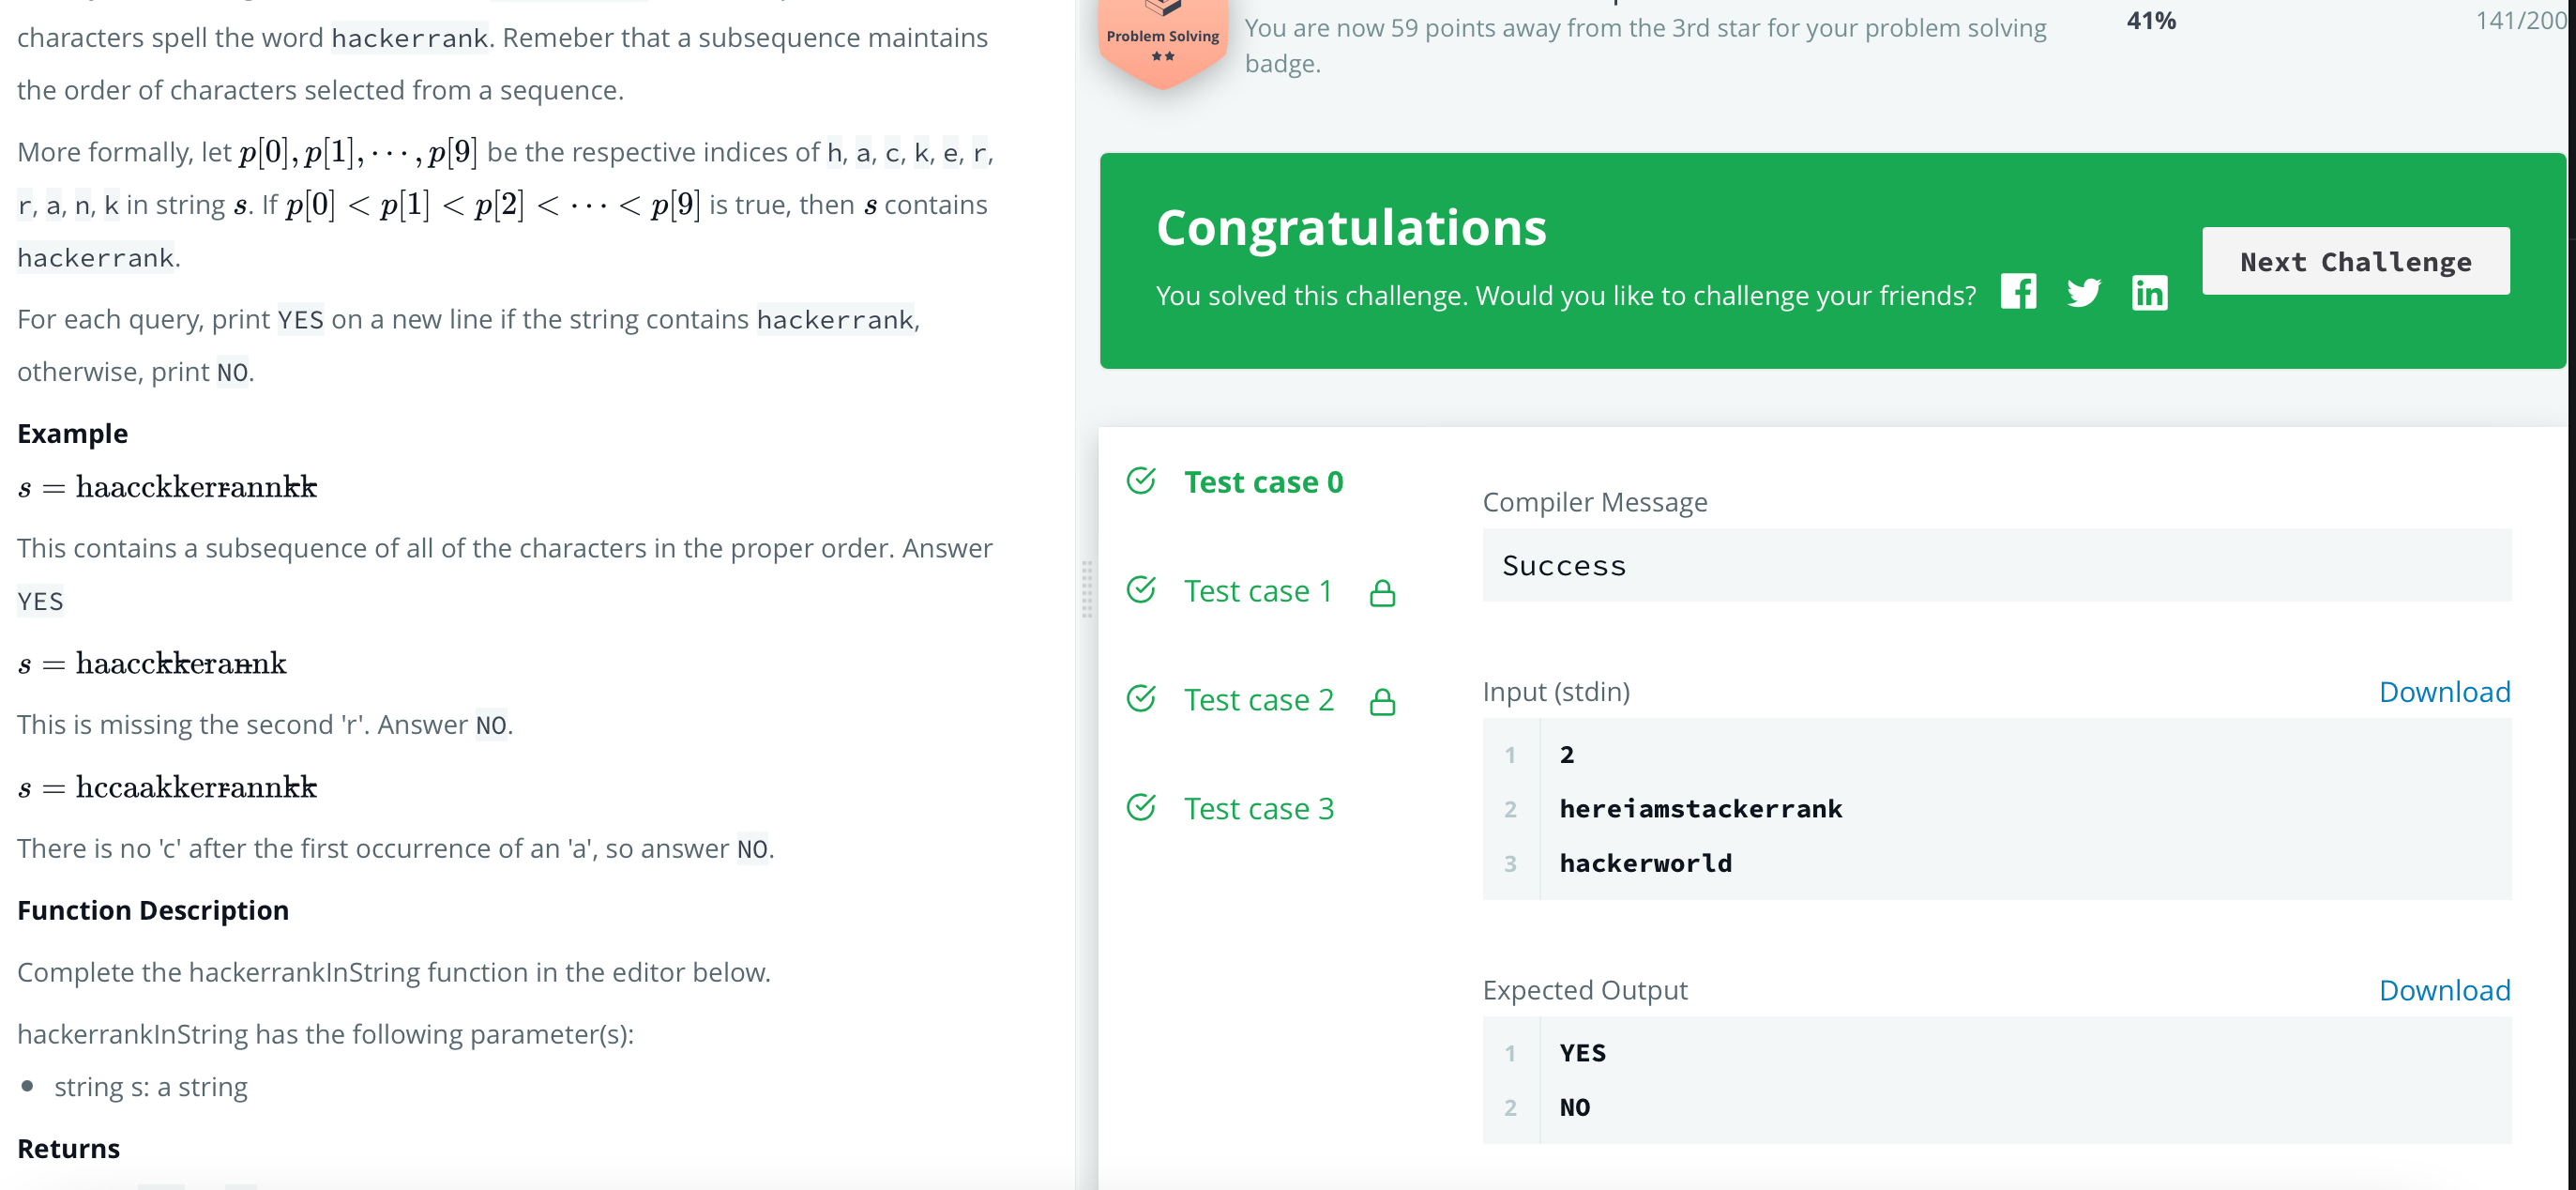 characters spell the word hackerrank. Remeber that a subsequence maintains
the order of characters selected from a sequence.
More formally, let p[0], p[1], · · · , p[9] be the respective indices of h, a, c, k, e, r,
r, a, n, k in string s. If p[0] < p[1] < p[2] < · · · < p[9] is true, then s contains
hackerrank.
For each query, print YES on a new line if the string contains hackerrank,
otherwise, print NO.
Example
s = haacckkerrannkk
This contains a subsequence of all of the characters in the proper order. Answer
YES
s = haacckkerannk
This is missing the second 'r'. Answer NO.
s = hccaakkerrannkk
There is no 'c' after the first occurrence of an 'a', so answer NO.
Function Description
Complete the hackerrankInString function in the editor below.
hackerrankInString has the following parameter(s):
• string s: a string
Returns
Problem Solving
You are now 59 points away from the 3rd star for your problem solving
badge.
41%
141/200
Congratulations
You solved this challenge. Would you like to challenge your friends?
Next Challenge
Test case 0
Test case 1
Test case 2
Test case 3
Compiler Message
Success
Input (stdin)
Download
1 2
2 hereiamstackerrank
3 hackerworld
Expected Output
Download
1 YES
2 NO